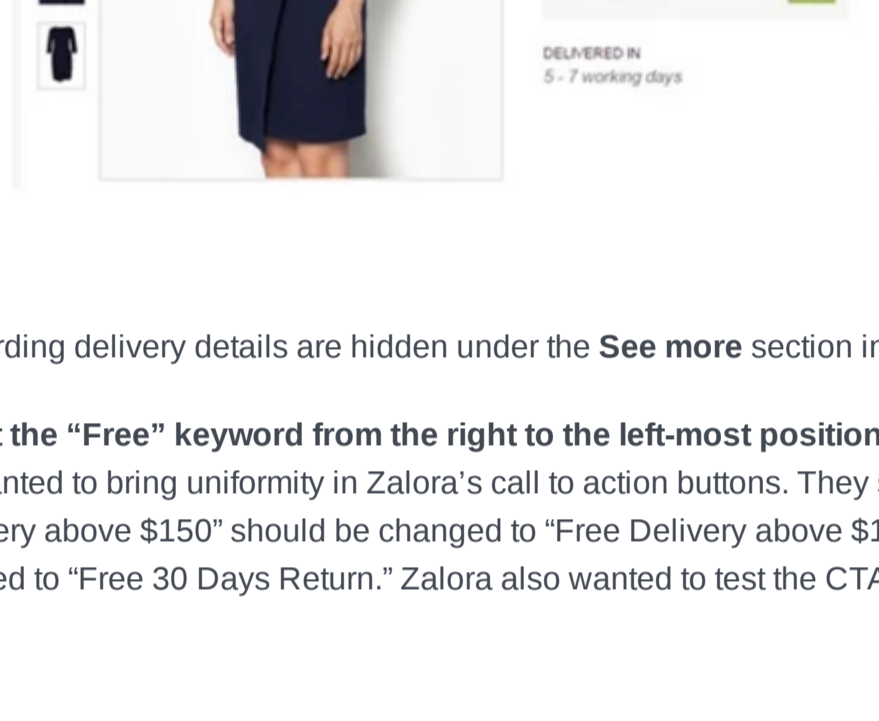 DELIVERED IN
5 - 7 working days
rding delivery details are hidden under the See more section in
t the “Free” keyword from the right to the left-most position
nted to bring uniformity in Zalora’s call to action buttons. They s
ery above $150” should be changed to “Free Delivery above $1
ed to “Free 30 Days Return.” Zalora also wanted to test the CTA